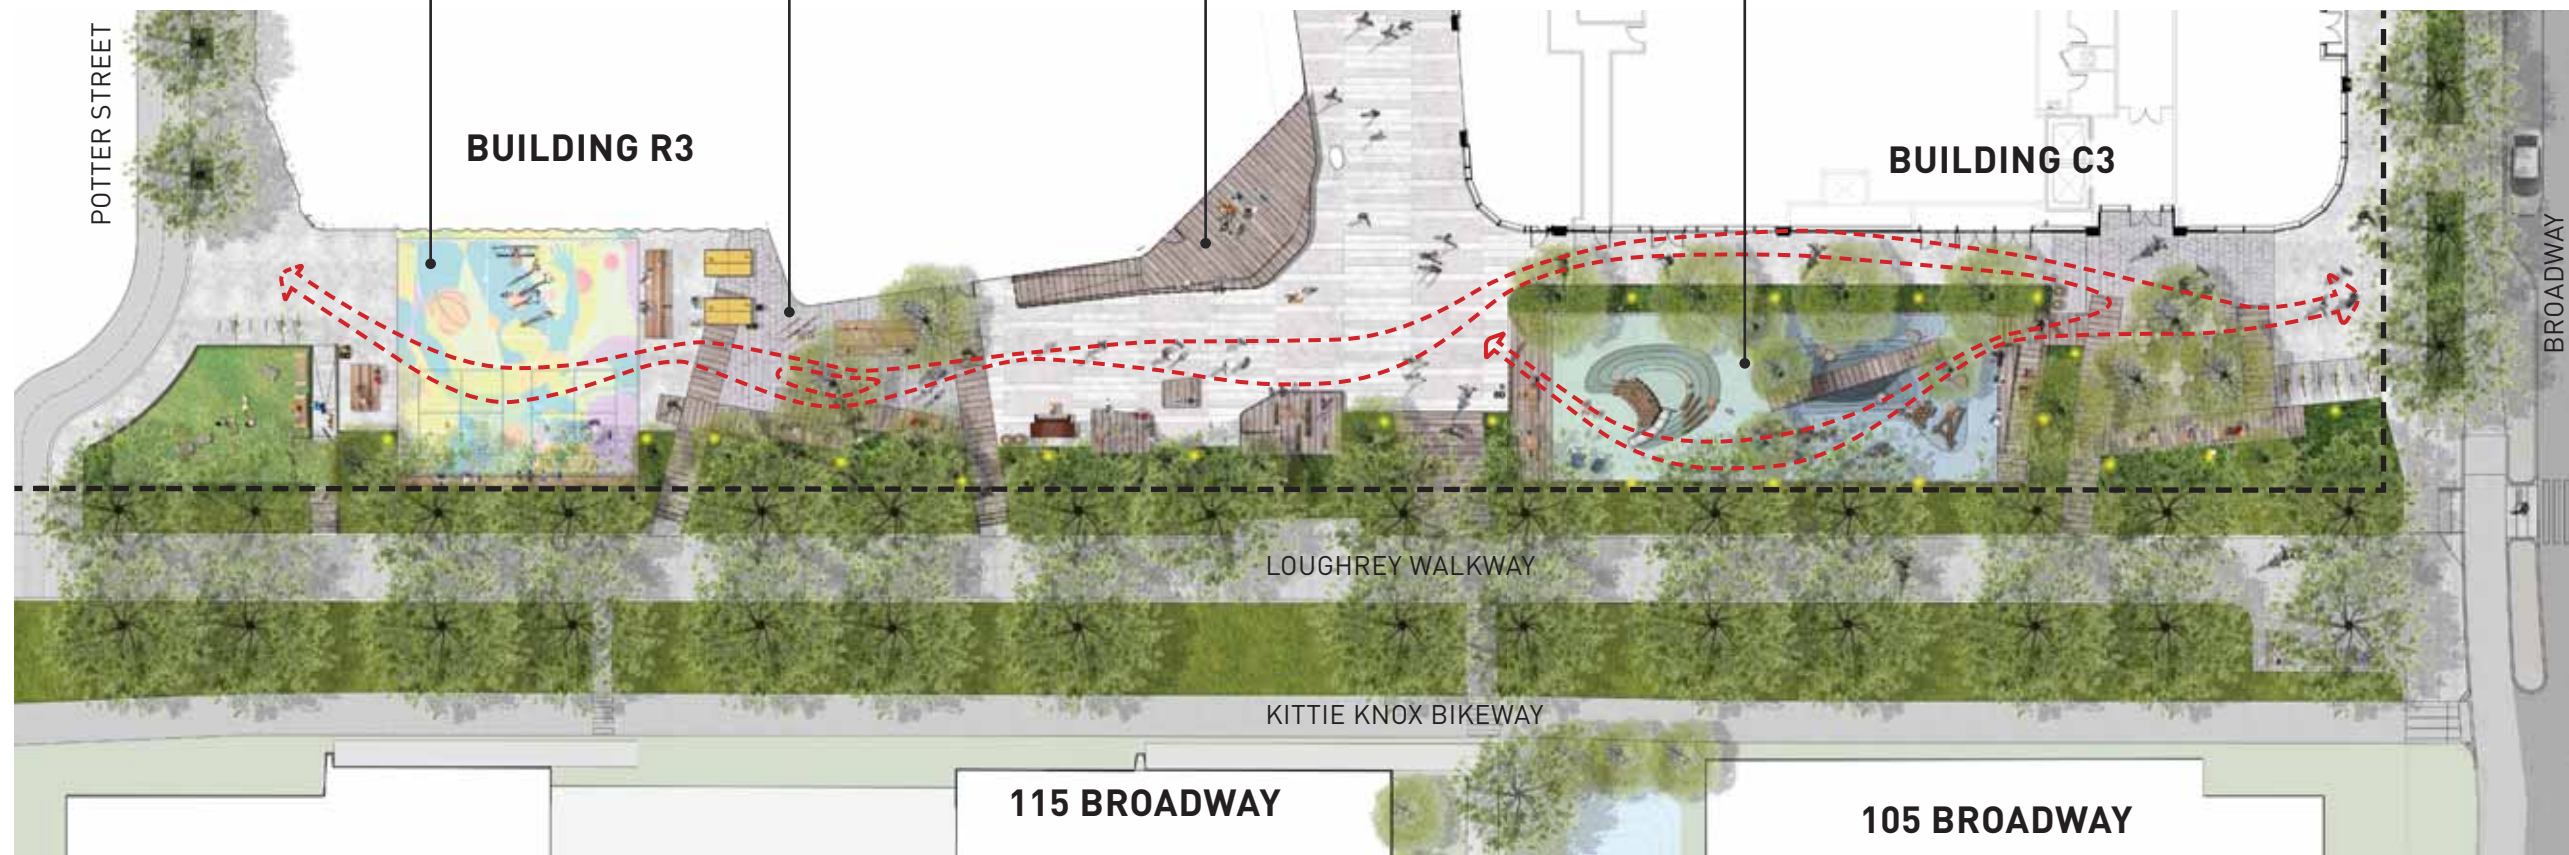 POTTER STREET
BUILDING R3
BUILDING C3
BROADWAY
LOUGHREY WALKWAY
KITTIE KNOX BIKEWAY
115 BROADWAY
105 BROADWAY